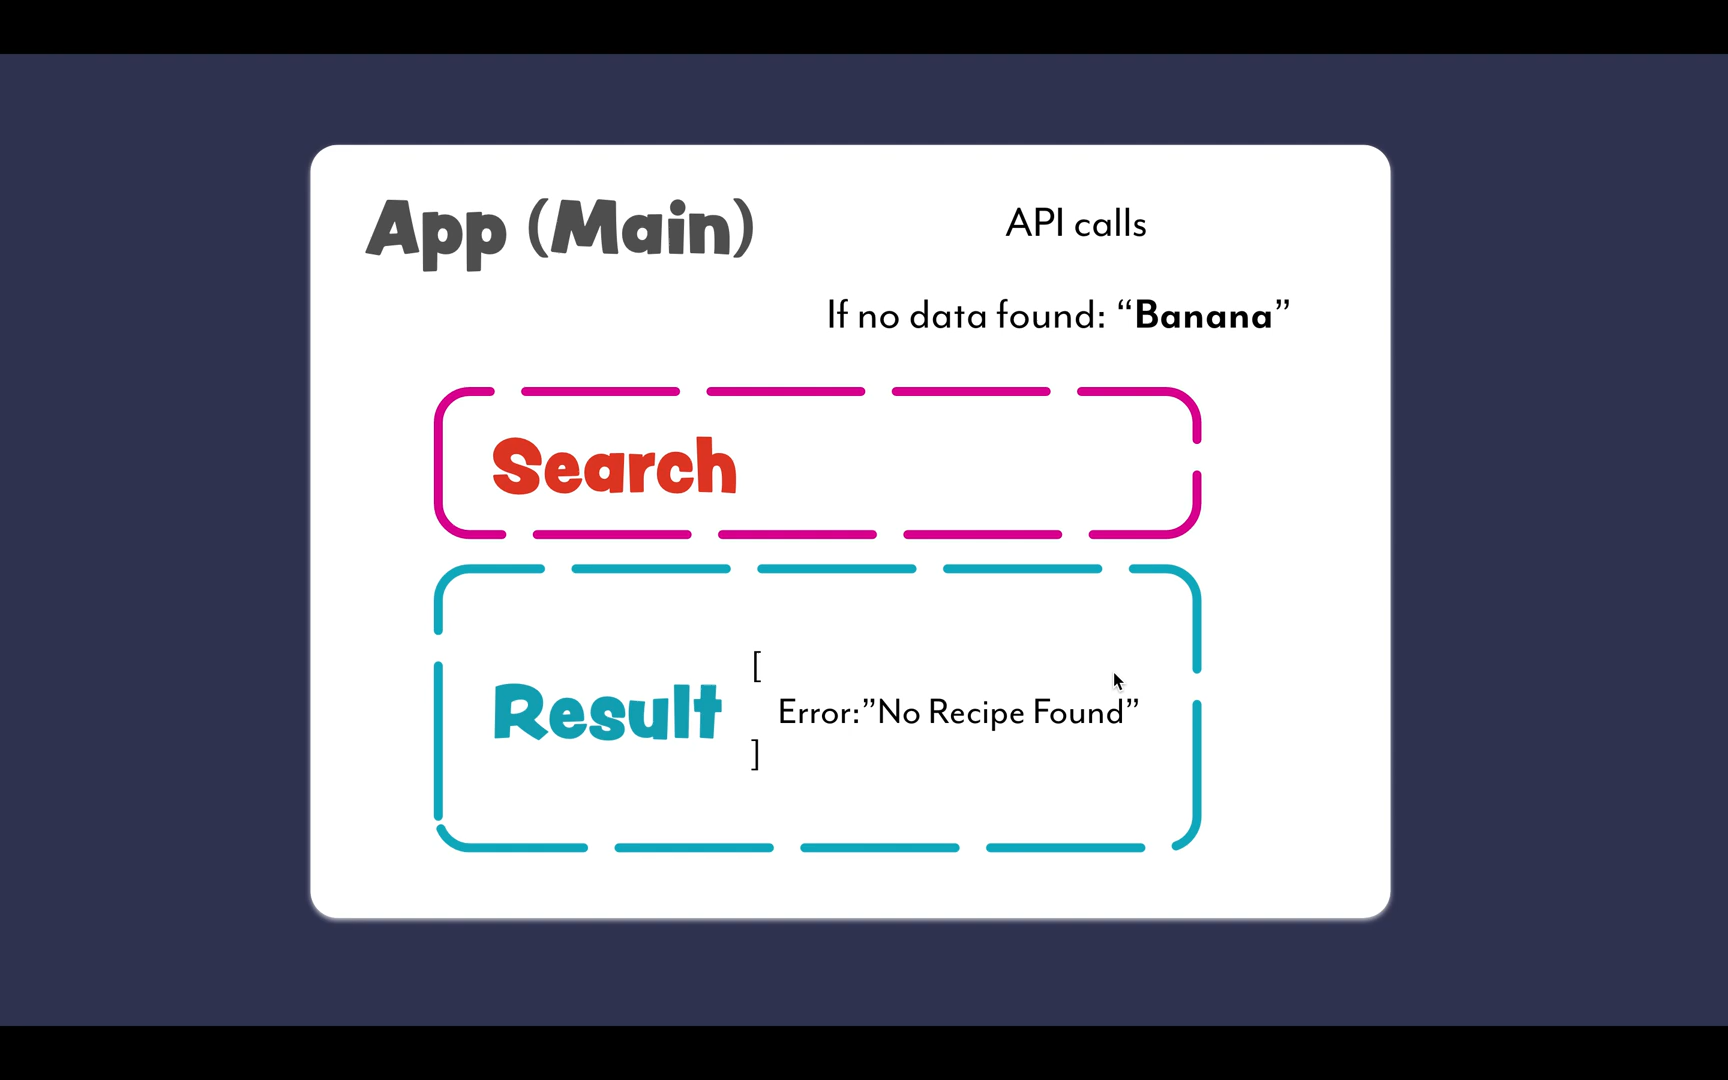 App (Main)
API calls
If no data found: “Banana”
Search
[
Result
Error:”No Recipe Found”
]